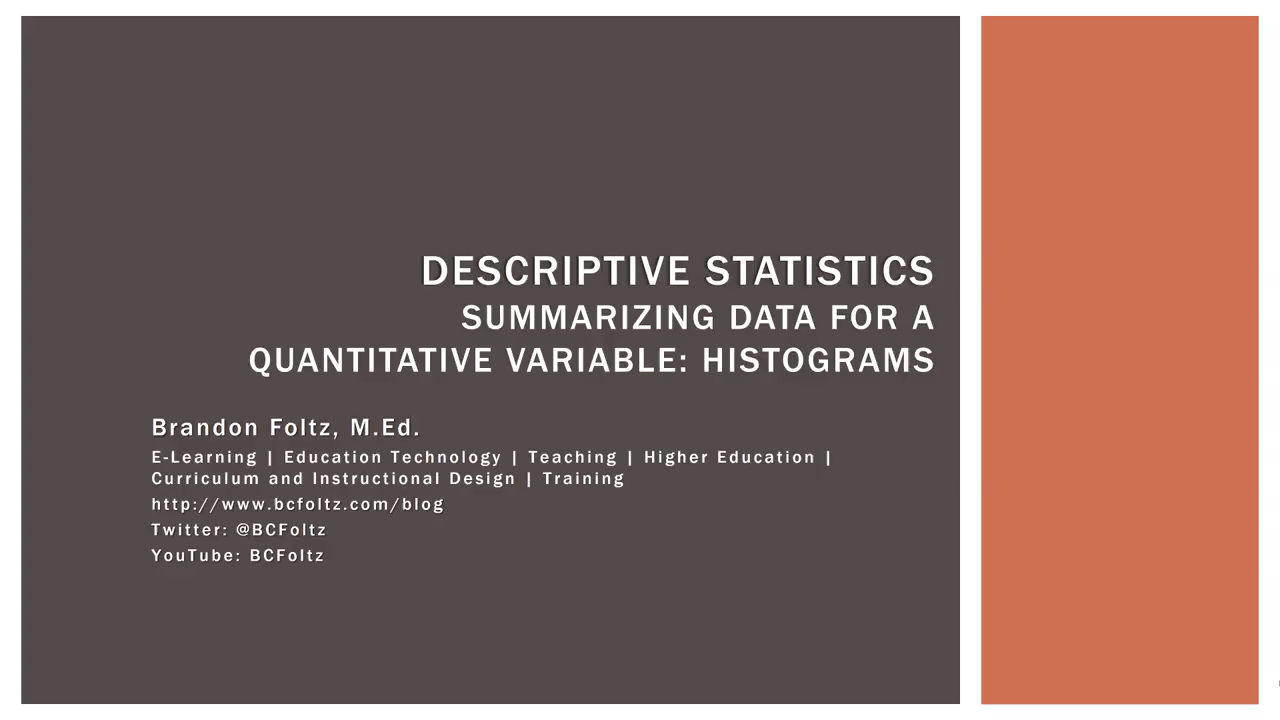 DESCRIPTIVE STATISTICS
SUMMARIZING DATA FOR A
QUANTITATIVE VARIABLE: HISTOGRAMS
Brandon Foltz, M.Ed.
E-Learning | Education Technology | Teaching | Higher Education |
Curriculum and Instructional Design | Training
http://www.bcfoltz.com/blog
Twitter: @BCFoltz
YouTube: BCFoltz